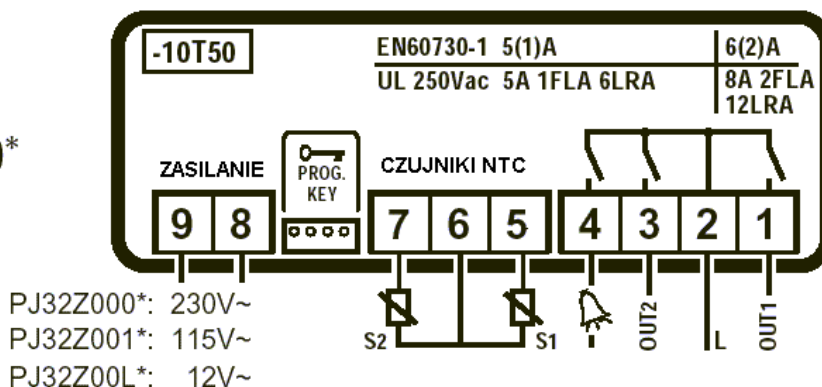 -10T50
EN60730-1 5(1)A
6(2)A
UL 250Vac 5A 1FLA 6LRA
8A 2FLA
12LRA
)*
ZASILANIE
PROG.
KEY
CZUJNIKI NTC
9 8 7 6 5 4 3 2 1
S2
S1
OUT2
L
OUT1
PJ32Z000*: 230V~
PJ32Z001*: 115V~
PJ32Z00L*: 12V~